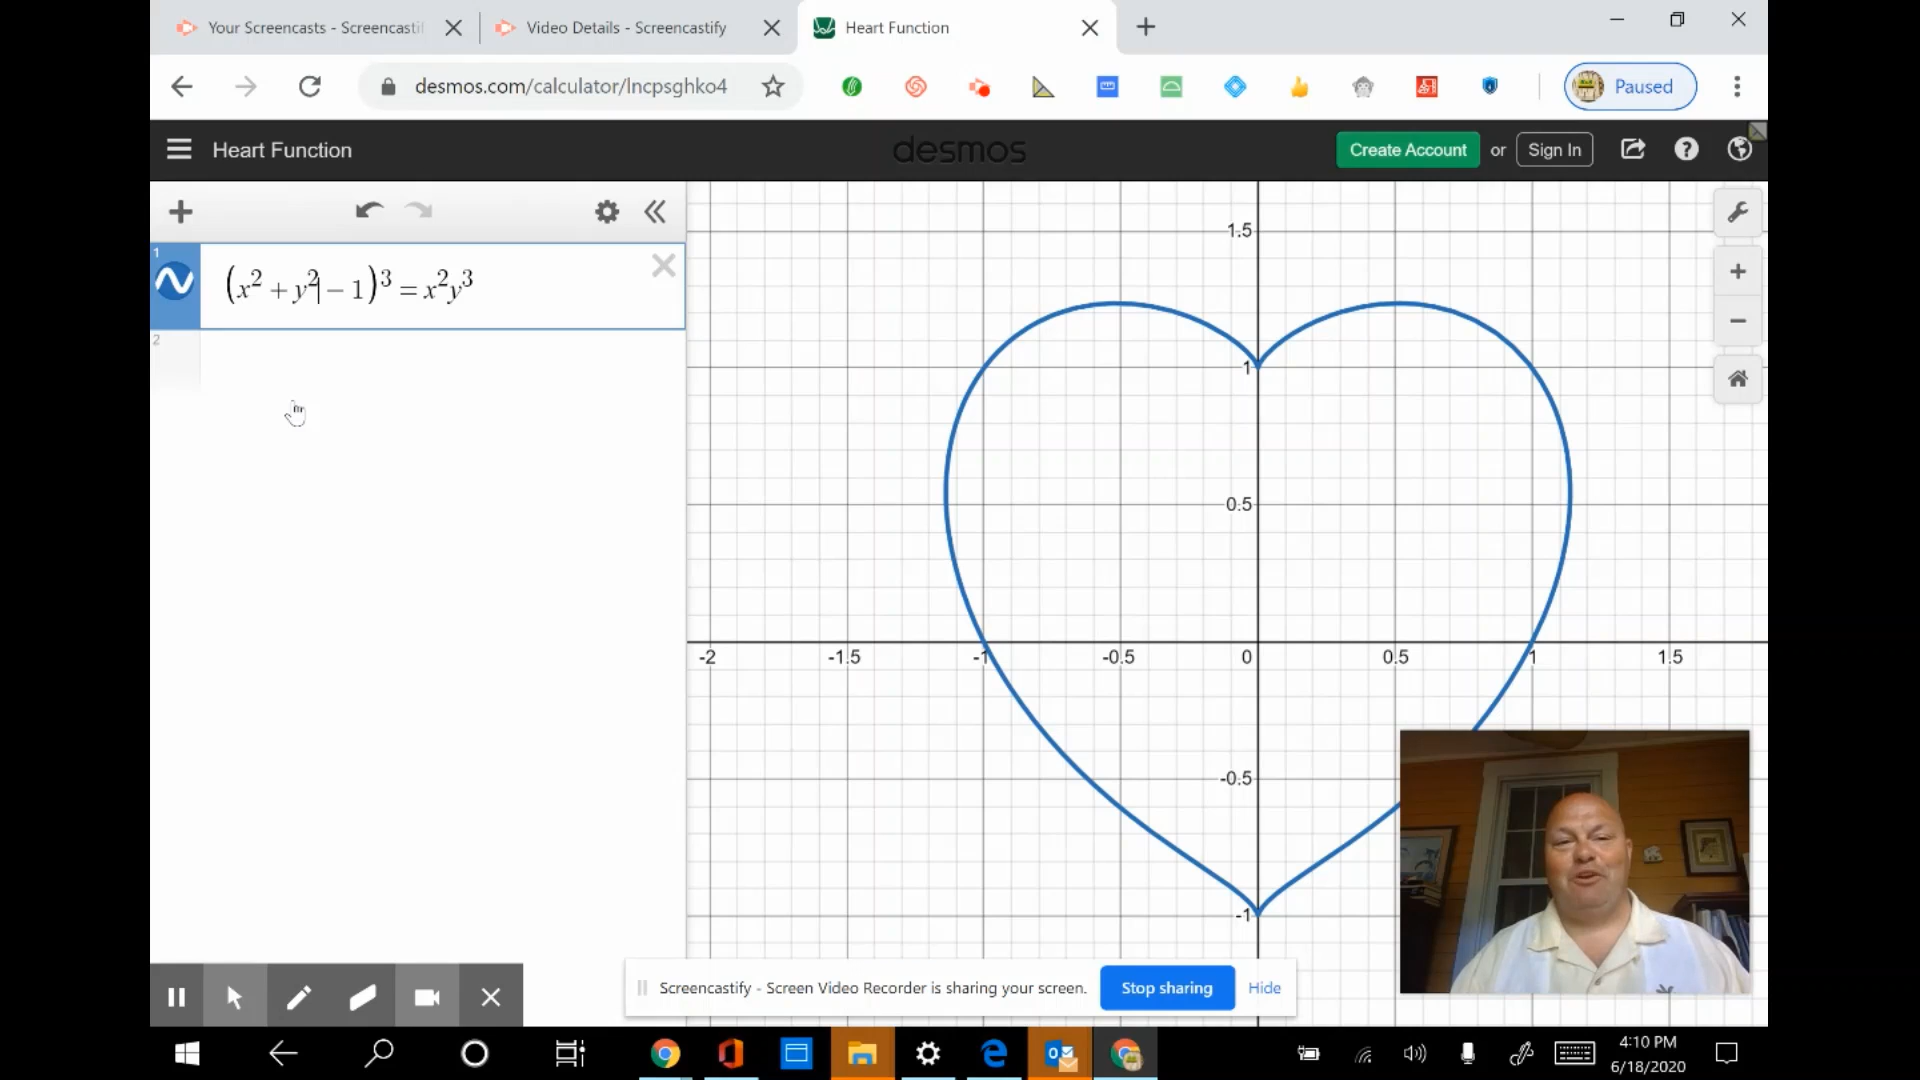 Your Screencasts - Screencastif
Video Details - Screencastify
Heart Function
desmos.com/calculator/lncpsghko4
Paused
Heart Function
desmos
Create Account
or
Sign In
1
(x² + y² − 1)³ = x²y³
2
1.5
1
0.5
-2
-1.5
-1
-0.5
0
0.5
1
1.5
-0.5
-1
Screencastify - Screen Video Recorder is sharing your screen.
Stop sharing
Hide
4:10 PM
6/18/2020